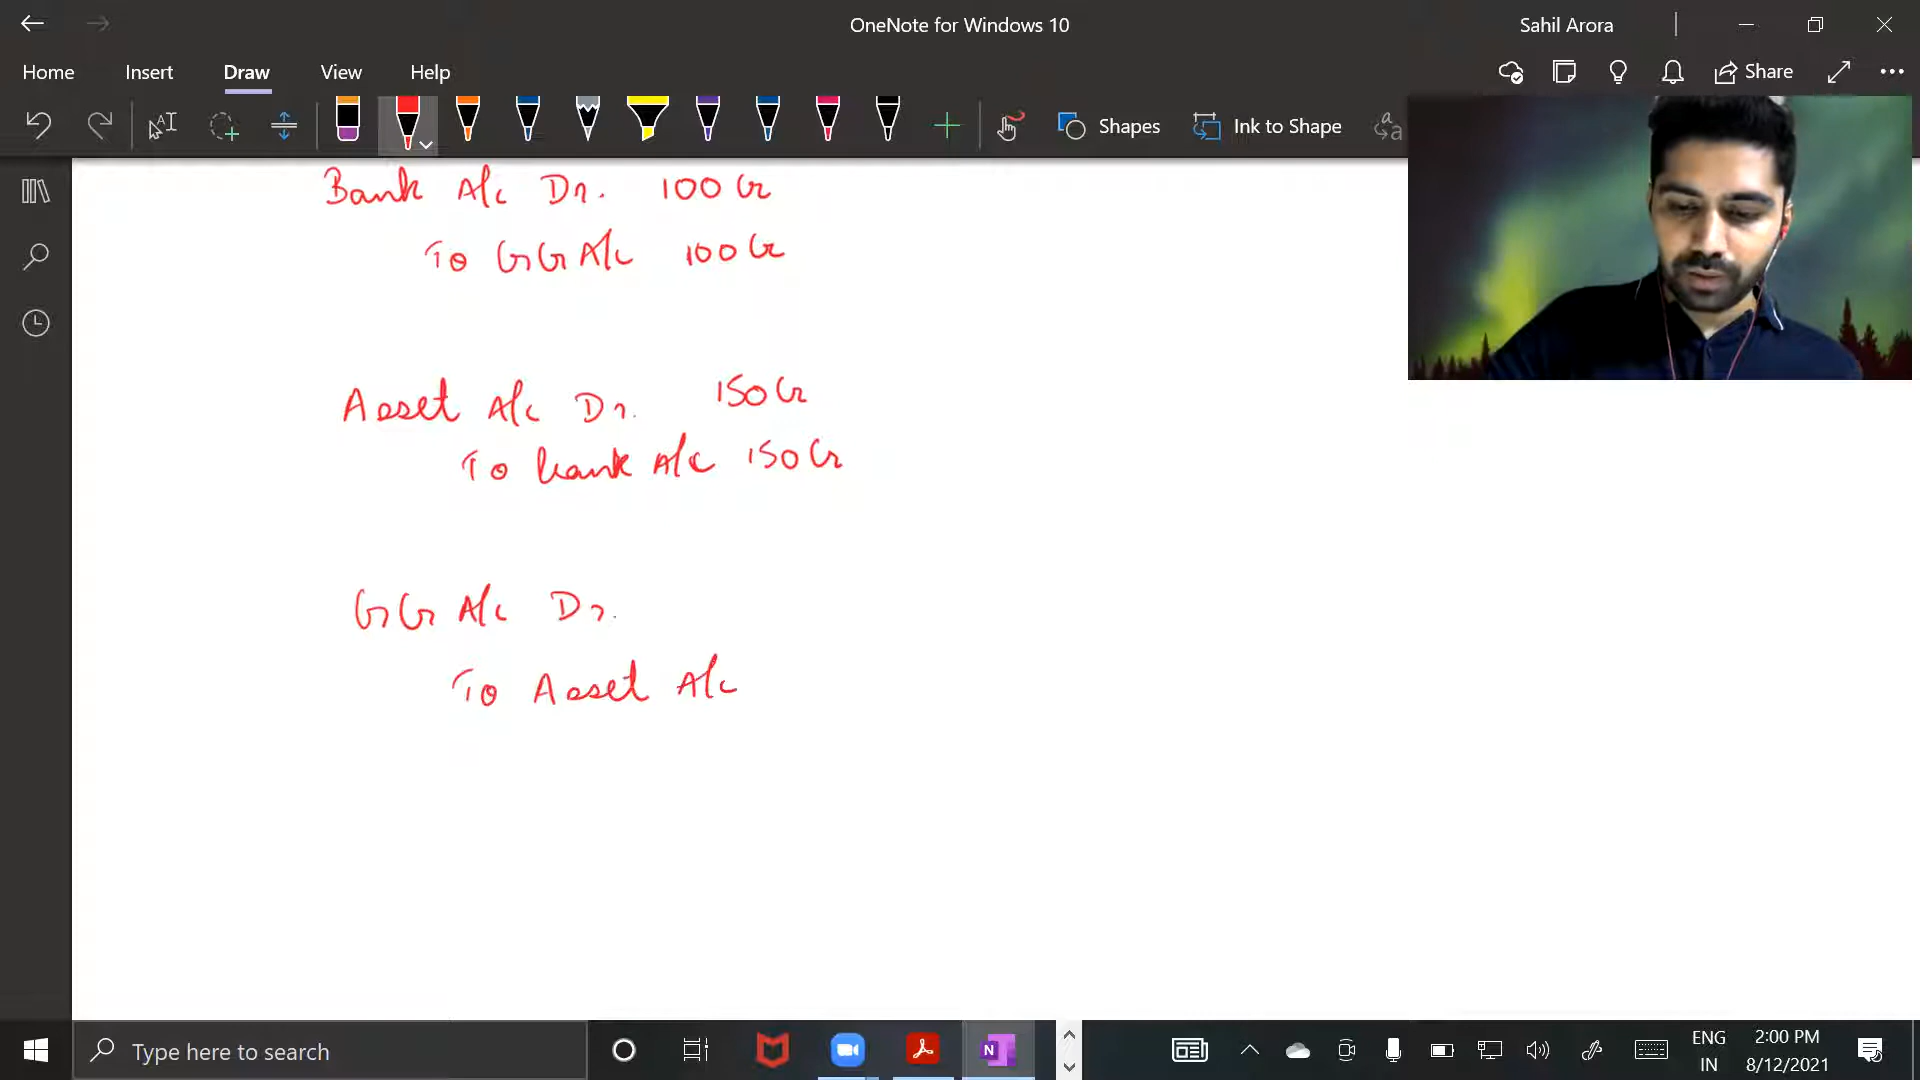 OneNote for Windows 10
Sahil Arora
Home Insert Draw View Help
Share
Shapes Ink to Shape
Bank A/c Dr. 100 Cr
To GG A/c 100 Cr
Asset A/c Dr. 150 Cr
To bank A/c 150 Cr
GG A/c Dr.
To Asset A/c
Type here to search
ENG
IN
2:00 PM
8/12/2021